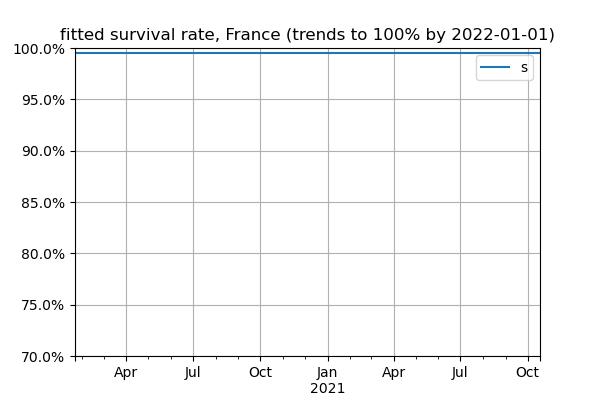 fitted survival rate, France (trends to 100% by 2022-01-01)
100.0%
s
95.0%
90.0%
85.0%
80.0%
75.0%
70.0%
Apr Jul Oct Jan Apr Jul Oct
2021